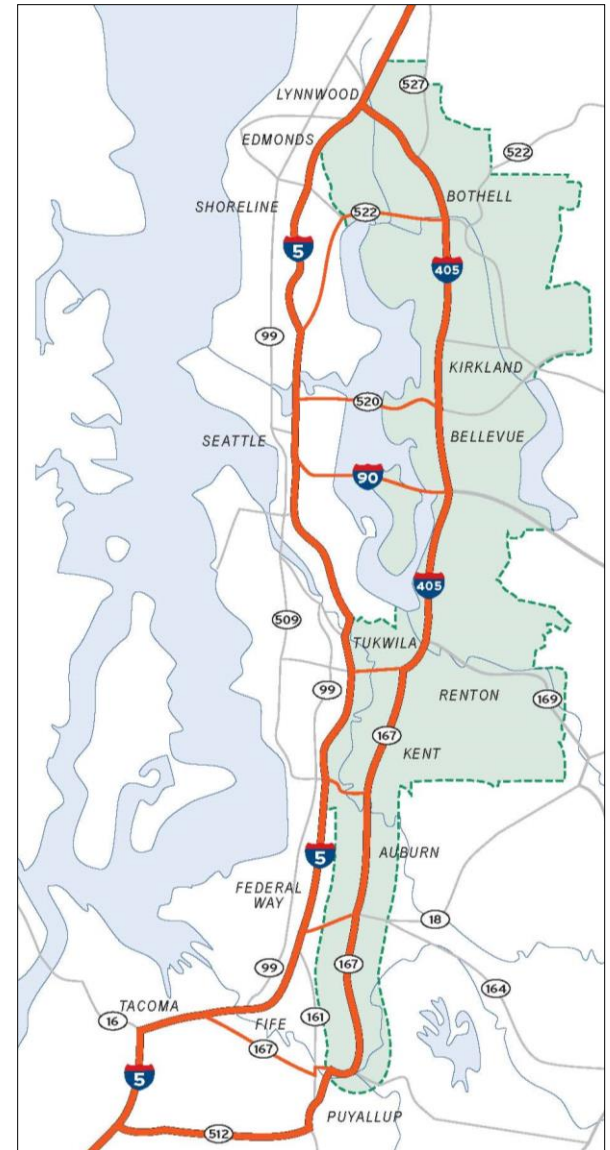 LYNNWOOD
527
EDMONDS
522
BOTHELL
SHORELINE
522
5
405
99
KIRKLAND
520
BELLEVUE
SEATTLE
90
405
509
TUKWILA
99
RENTON
169
167
KENT
5
AUBURN
FEDERAL
WAY
18
99
167
164
TACOMA
16
FIFE
161
167
5
PUYALLUP
512